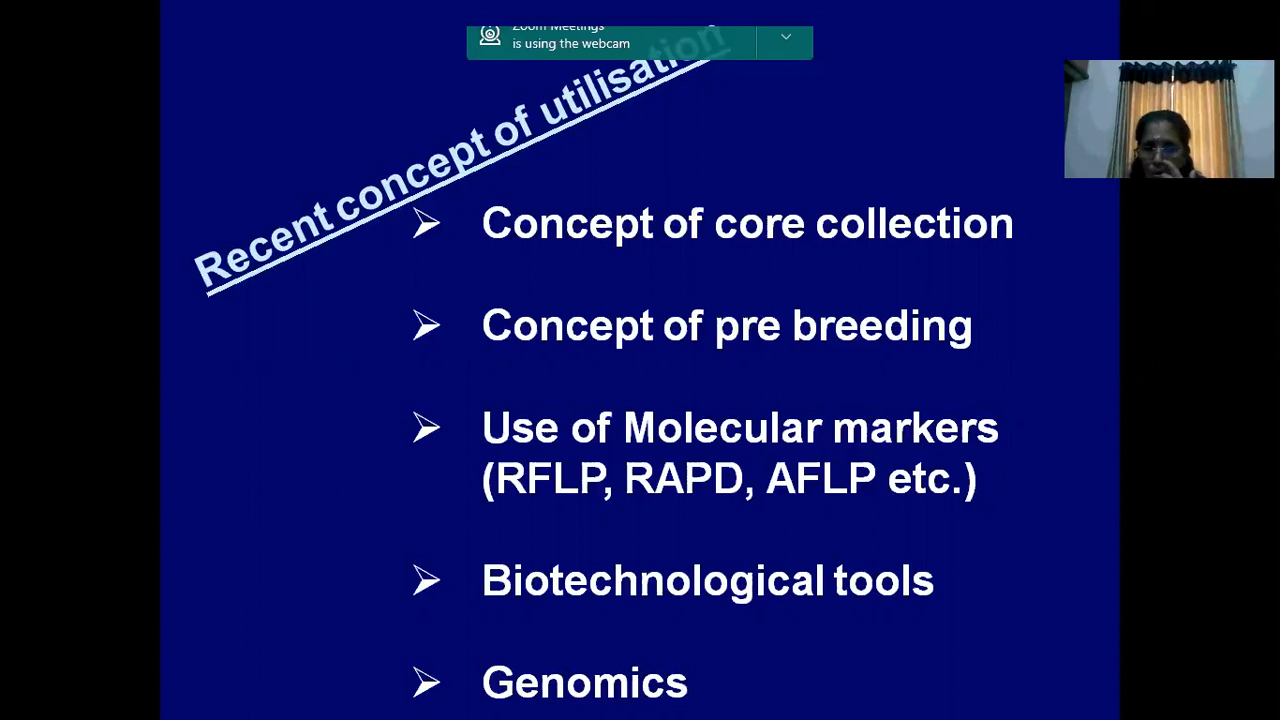 Zoom Meetings
is using the webcam
Recent concept of utilisation
Concept of core collection
Concept of pre breeding
Use of Molecular markers
(RFLP, RAPD, AFLP etc.)
Biotechnological tools
Genomics